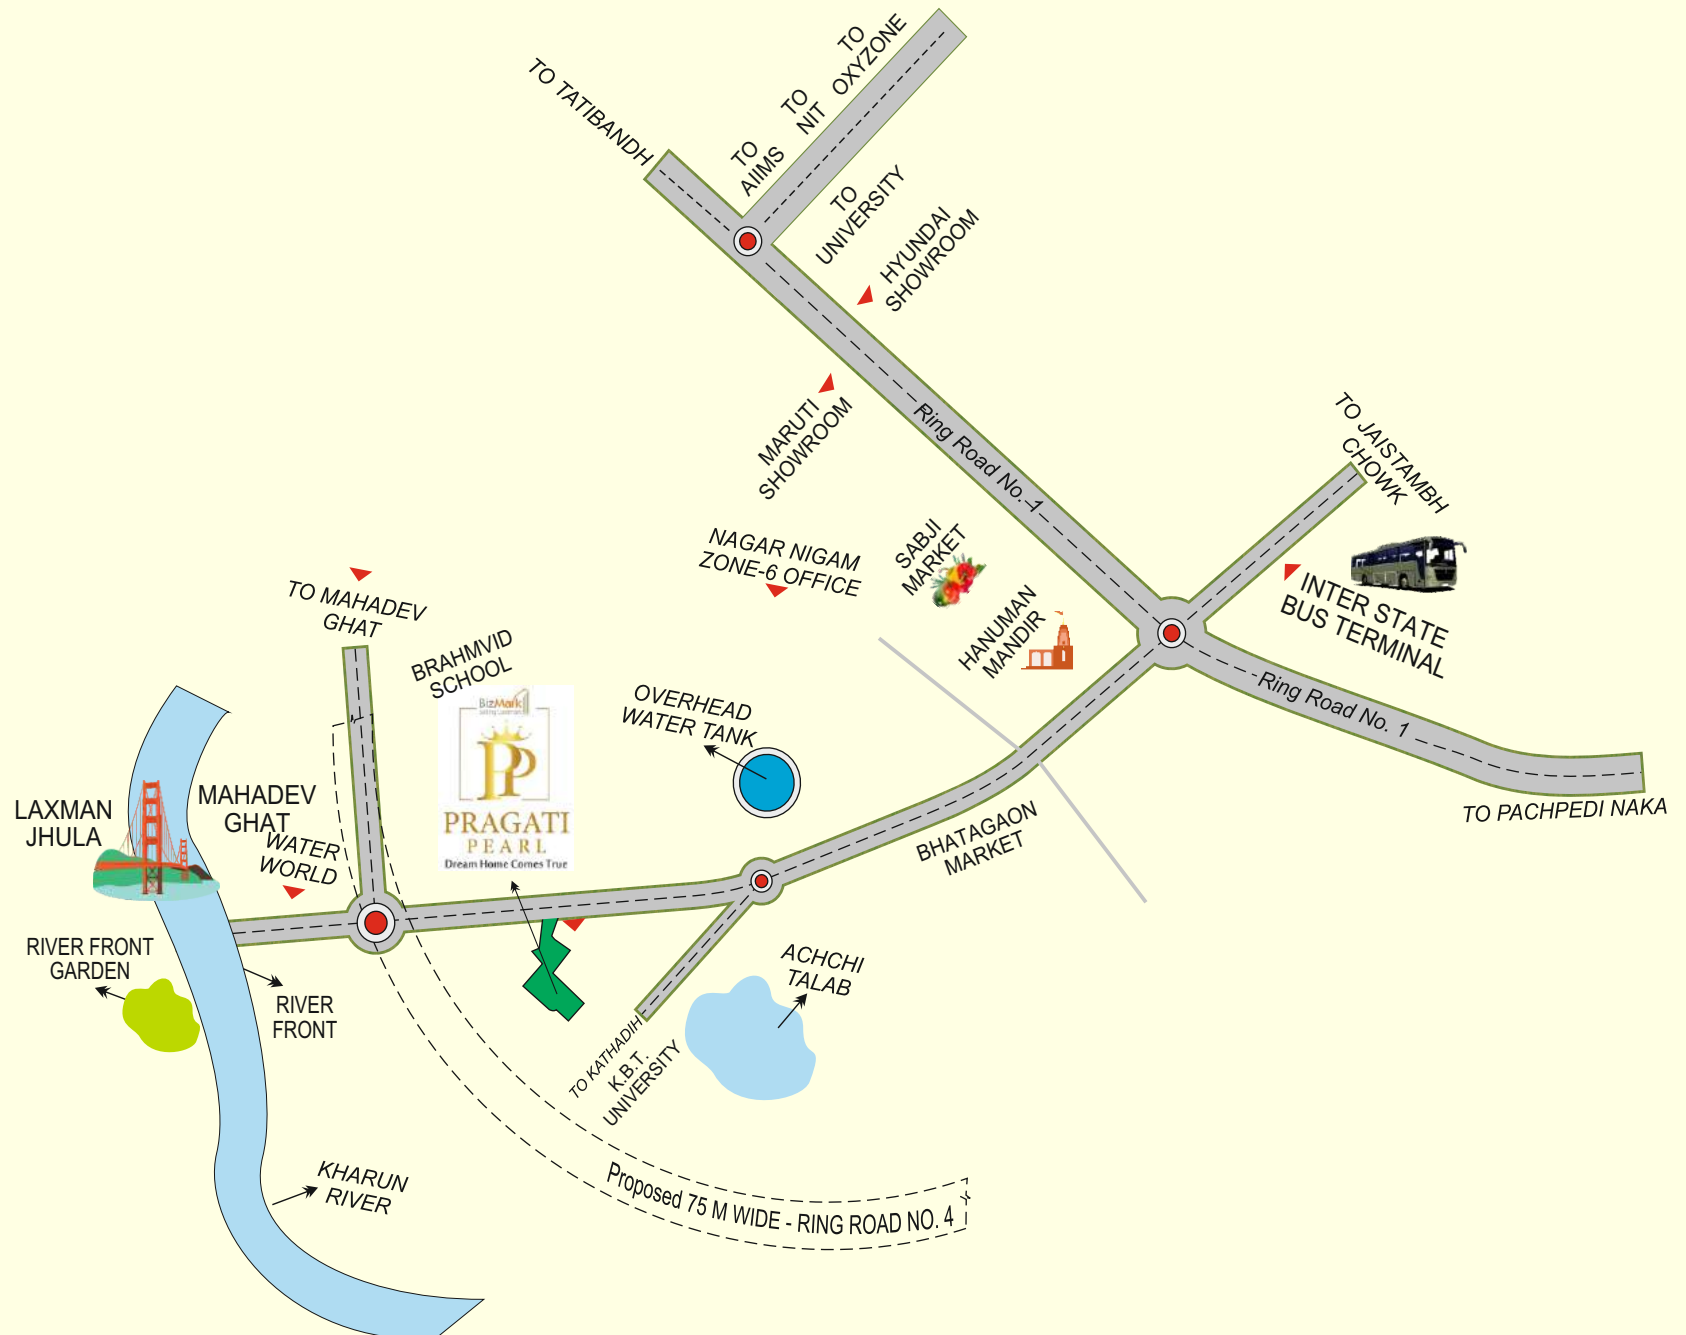 TO
OXYZONE
TO
NIT
TO
AIIMS
TO TATIBANDH
TO
UNIVERSITY
HYUNDAI
SHOWROOM
MARUTI
SHOWROOM
Ring Road No. 1
TO JAISTAMBH
CHOWK
NAGAR NIGAM
ZONE-6 OFFICE
SABJI
MARKET
HANUMAN
MANDIR
INTER STATE
BUS TERMINAL
Ring Road No. 1
TO PACHPEDI NAKA
TO MAHADEV
GHAT
BRAHMVID
SCHOOL
BizMark
PRAGATI
PEARL
Dream Home Comes True
OVERHEAD
WATER TANK
BHATAGAON
MARKET
LAXMAN
JHULA
MAHADEV
GHAT
WATER
WORLD
RIVER FRONT
GARDEN
RIVER
FRONT
ACHCHI
TALAB
TO KATHADIH
K.B.T.
UNIVERSITY
KHARUN
RIVER
Proposed 75 M WIDE - RING ROAD NO. 4